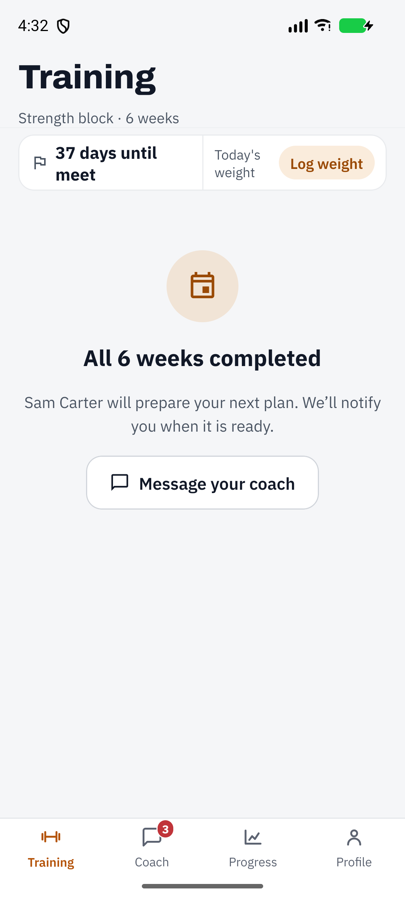 4:32
Training
Strength block · 6 weeks
37 days until
meet
Today's
weight
Log weight
All 6 weeks completed
Sam Carter will prepare your next plan. We’ll notify
you when it is ready.
Message your coach
3
Training
Coach
Progress
Profile